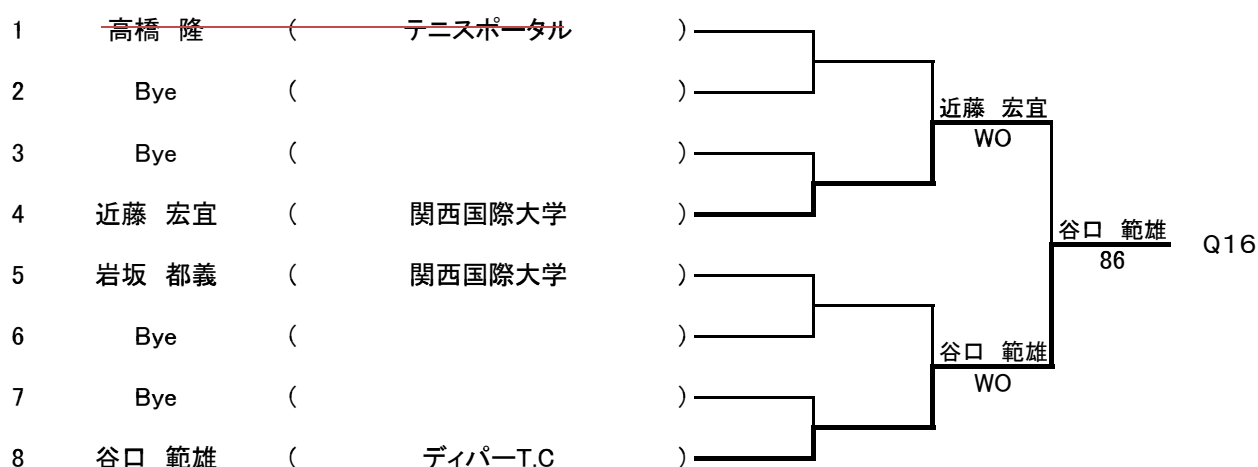 1 高橋 隆 ( テニスポータル )
2 Bye ( )
近藤 宏宜
WO
3 Bye ( )
4 近藤 宏宜 ( 関西国際大学 )
谷口 範雄
86
Q16
5 岩坂 都義 ( 関西国際大学 )
6 Bye ( )
谷口 範雄
WO
7 Bye ( )
8 谷口 範雄 ( ディパーT.C )